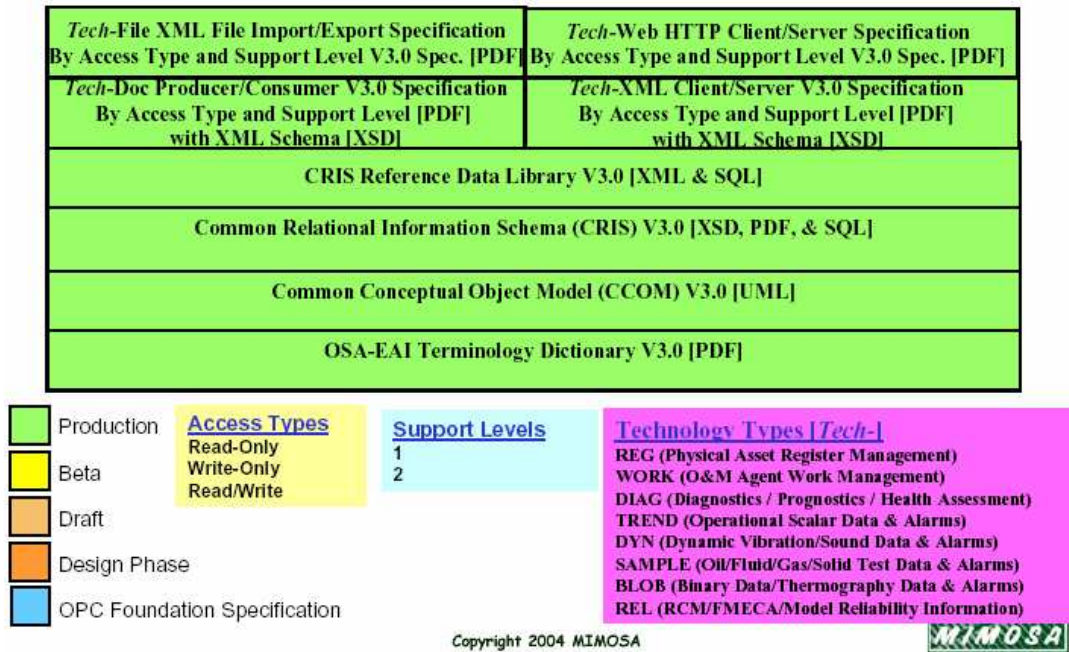 Tech-File XML File Import/Export Specification
By Access Type and Support Level V3.0 Spec. [PDF]
Tech-Web HTTP Client/Server Specification
By Access Type and Support Level V3.0 Spec. [PDF]
Tech-Doc Producer/Consumer V3.0 Specification
By Access Type and Support Level [PDF]
with XML Schema [XSD]
Tech-XML Client/Server V3.0 Specification
By Access Type and Support Level [PDF]
with XML Schema [XSD]
CRIS Reference Data Library V3.0 [XML & SQL]
Common Relational Information Schema (CRIS) V3.0 [XSD, PDF, & SQL]
Common Conceptual Object Model (CCOM) V3.0 [UML]
OSA-EAI Terminology Dictionary V3.0 [PDF]
Production
Beta
Draft
Design Phase
OPC Foundation Specification
Access Types
Read-Only
Write-Only
Read/Write
Support Levels
1
2
Technology Types [Tech-]
REG (Physical Asset Register Management)
WORK (O&M Agent Work Management)
DIAG (Diagnostics / Prognostics / Health Assessment)
TREND (Operational Scalar Data & Alarms)
DYN (Dynamic Vibration/Sound Data & Alarms)
SAMPLE (Oil/Fluid/Gas/Solid Test Data & Alarms)
BLOB (Binary Data/Thermography Data & Alarms)
REL (RCM/FMECA/Model Reliability Information)
Copyright 2004 MIMOSA
MIMOSA